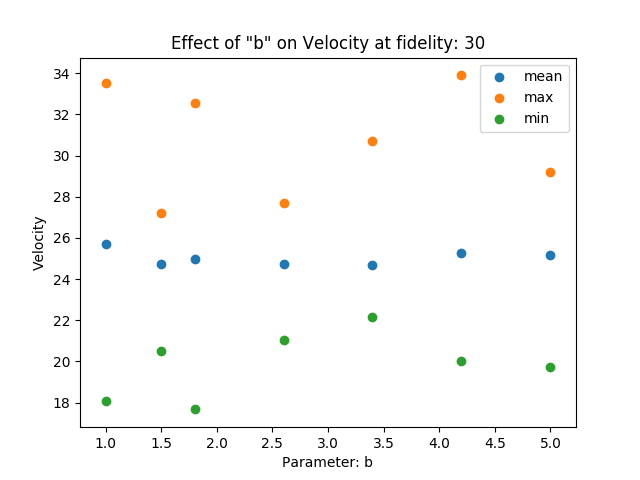 Effect of "b" on Velocity at fidelity: 30
34
32
30
28
26
24
22
20
18
Velocity
mean
max
min
1.0 1.5 2.0 2.5 3.0 3.5 4.0 4.5 5.0
Parameter: b